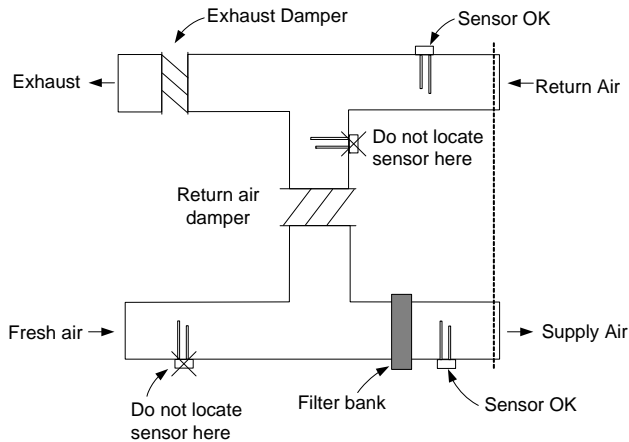 Exhaust Damper
Sensor OK
Exhaust
Return Air
Do not locate
sensor here
Return air
damper
Fresh air
Supply Air
Do not locate
sensor here
Filter bank
Sensor OK